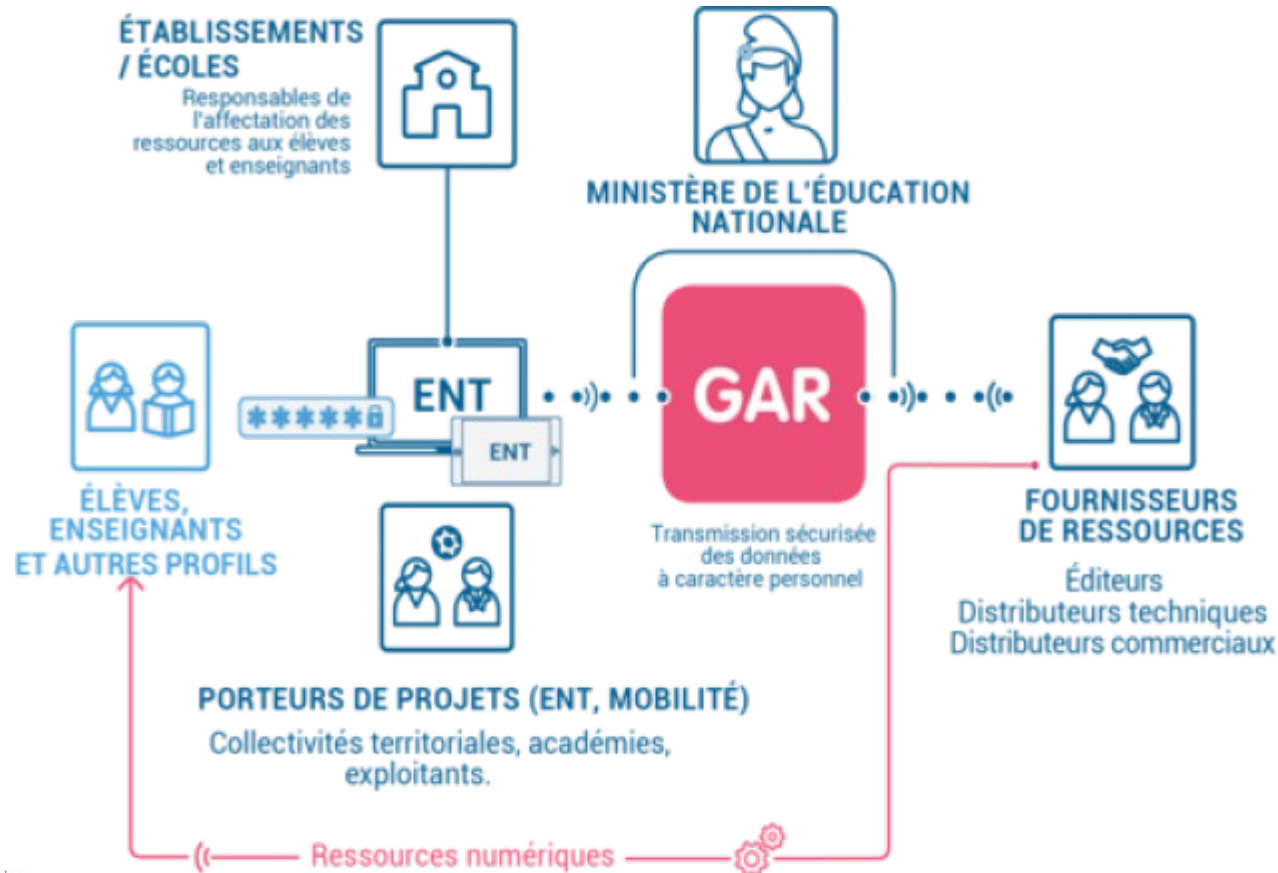 ÉTABLISSEMENTS
/ ÉCOLES
Responsables de
l'affectation des
ressources aux élèves
et enseignants
MINISTÈRE DE L'ÉDUCATION
NATIONALE
ENT
ENT
*****
GAR
ÉLÈVES,
ENSEIGNANTS
ET AUTRES PROFILS
Transmission sécurisée
des données
à caractère personnel
FOURNISSEURS
DE RESSOURCES
Éditeurs
Distributeurs techniques
Distributeurs commerciaux
PORTEURS DE PROJETS (ENT, MOBILITÉ)
Collectivités territoriales, académies,
exploitants.
Ressources numériques